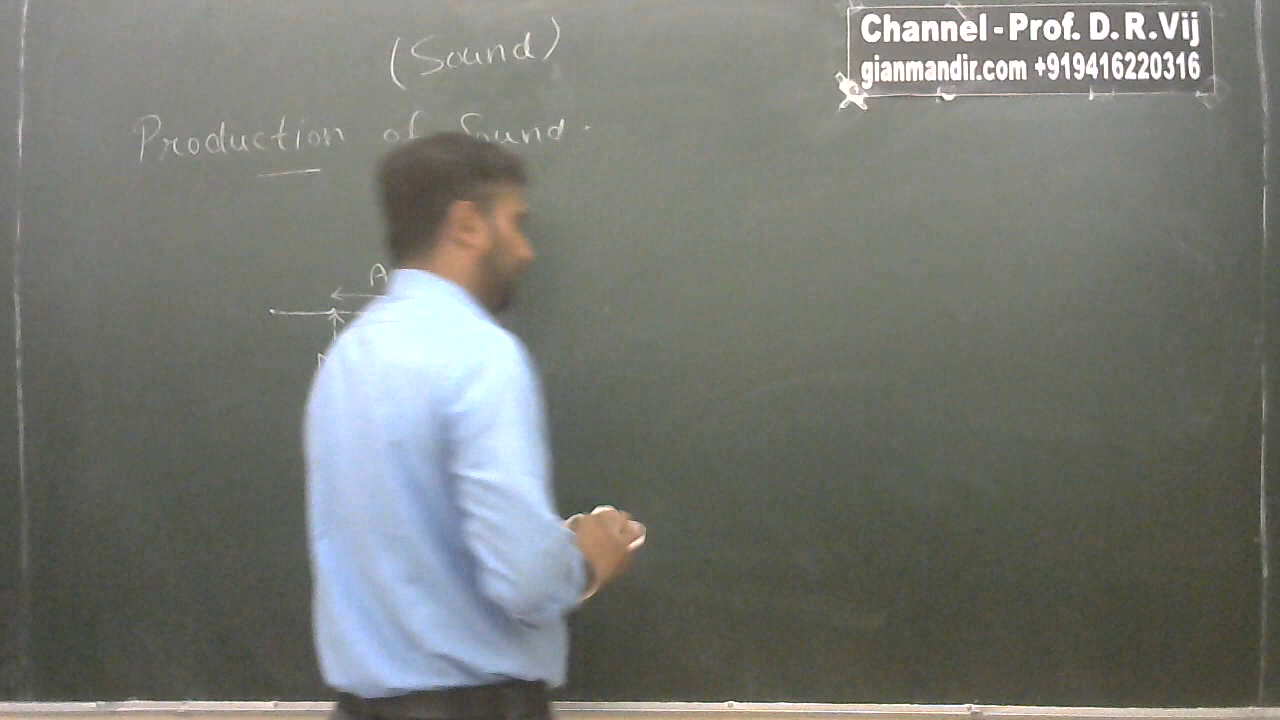 Channel - Prof. D. R. Vij
gianmandir.com +919416220316
(Sound)
Production of Sound.
A